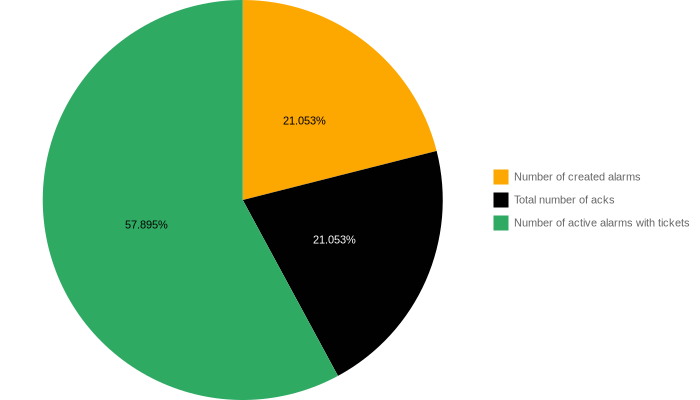 21.053%
Number of created alarms
Total number of acks
57.895%
21.053%
Number of active alarms with tickets